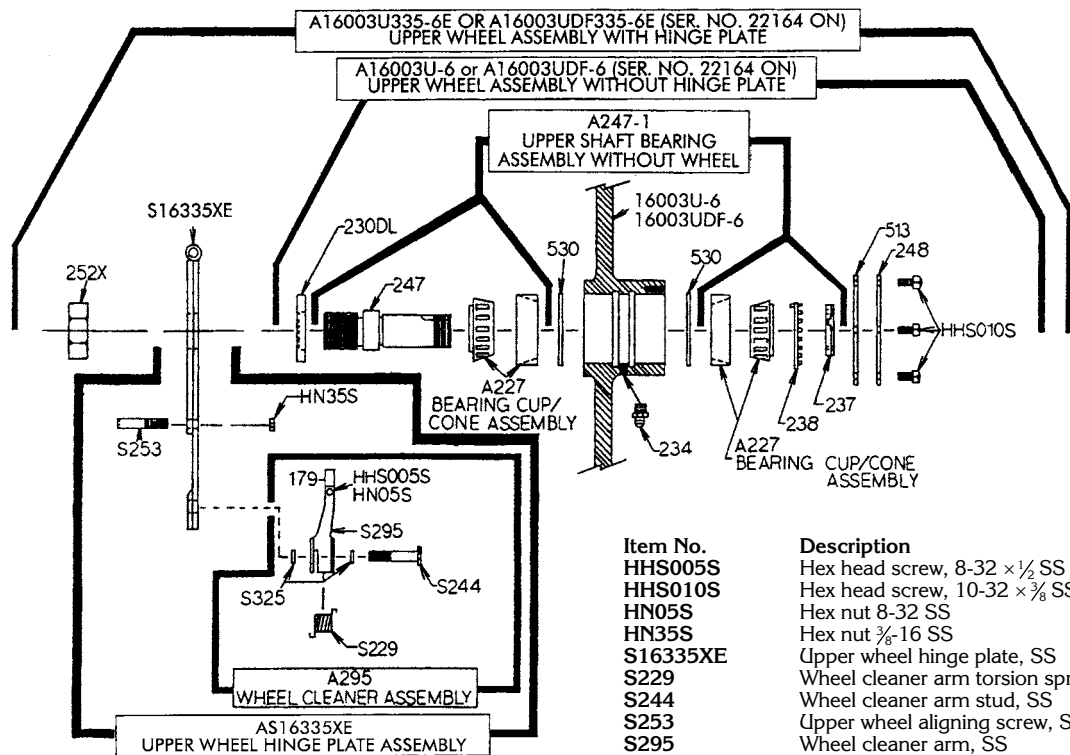 A16003U335-6E OR A16003UDF335-6E (SER. NO. 22164 ON)
UPPER WHEEL ASSEMBLY WITH HINGE PLATE
A16003U-6 or A16003UDF-6 (SER. NO. 22164 ON)
UPPER WHEEL ASSEMBLY WITHOUT HINGE PLATE
A247-1
UPPER SHAFT BEARING
ASSEMBLY WITHOUT WHEEL
16003U-6
16003UDF-6
S16335XE
230DL
513
248
252X
247
530
530
HHS010S
A227
BEARING CUP/
CONE ASSEMBLY
HN35S
S253
234
238
237
A227
BEARING CUP/CONE
ASSEMBLY
179
HHS005S
HN05S
S295
S325
S244
S229
A295
WHEEL CLEANER ASSEMBLY
AS16335XE
UPPER WHEEL HINGE PLATE ASSEMBLY
Item No. Description
HHS005S Hex head screw, 8-32 × ½ SS
HHS010S Hex head screw, 10-32 × ⅜ SS
HN05S Hex nut 8-32 SS
HN35S Hex nut ⅜-16 SS
S16335XE Upper wheel hinge plate, SS
S229 Wheel cleaner arm torsion spr
S244 Wheel cleaner arm stud, SS
S253 Upper wheel aligning screw, S
S295 Wheel cleaner arm, SS